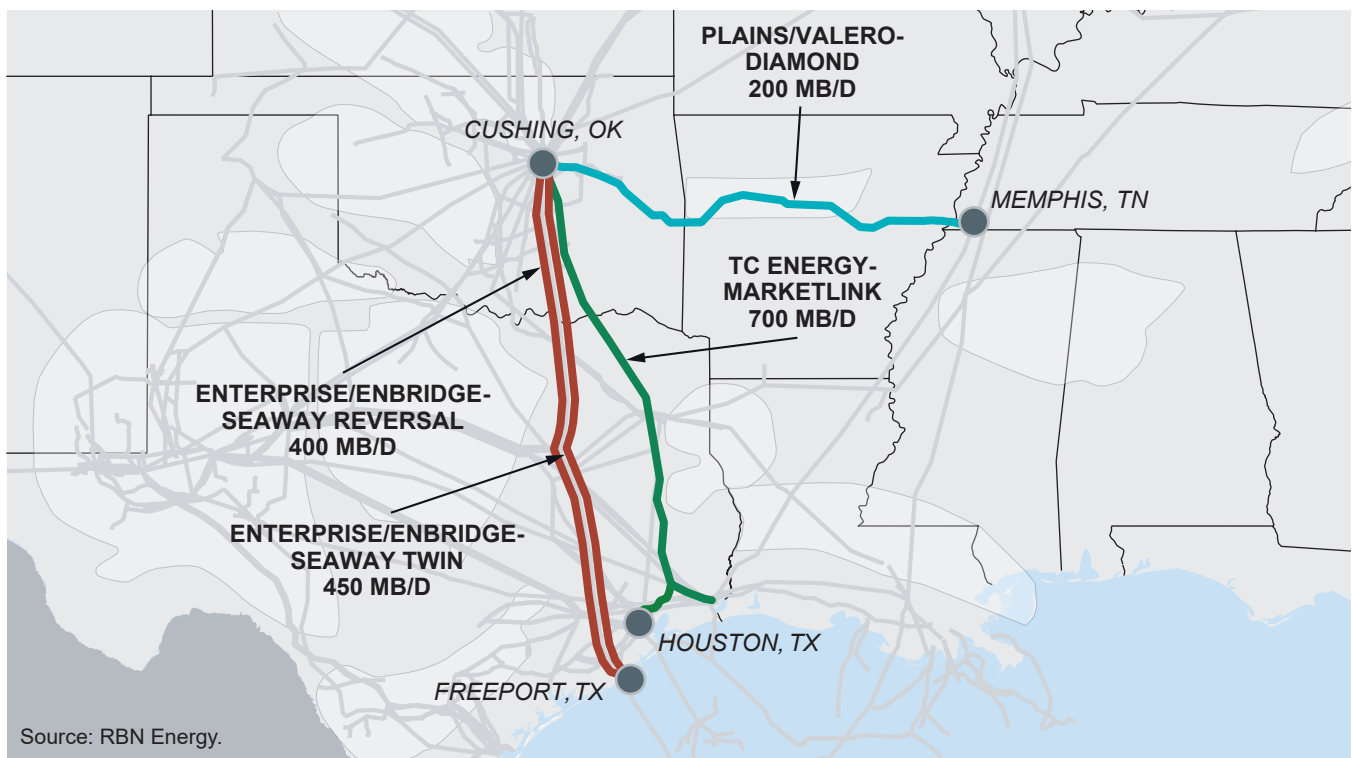 PLAINS/VALERO-
DIAMOND
200 MB/D
CUSHING, OK
MEMPHIS, TN
TC ENERGY-
MARKETLINK
700 MB/D
ENTERPRISE/ENBRIDGE-
SEAWAY REVERSAL
400 MB/D
ENTERPRISE/ENBRIDGE-
SEAWAY TWIN
450 MB/D
HOUSTON, TX
FREEPORT, TX
Source: RBN Energy.